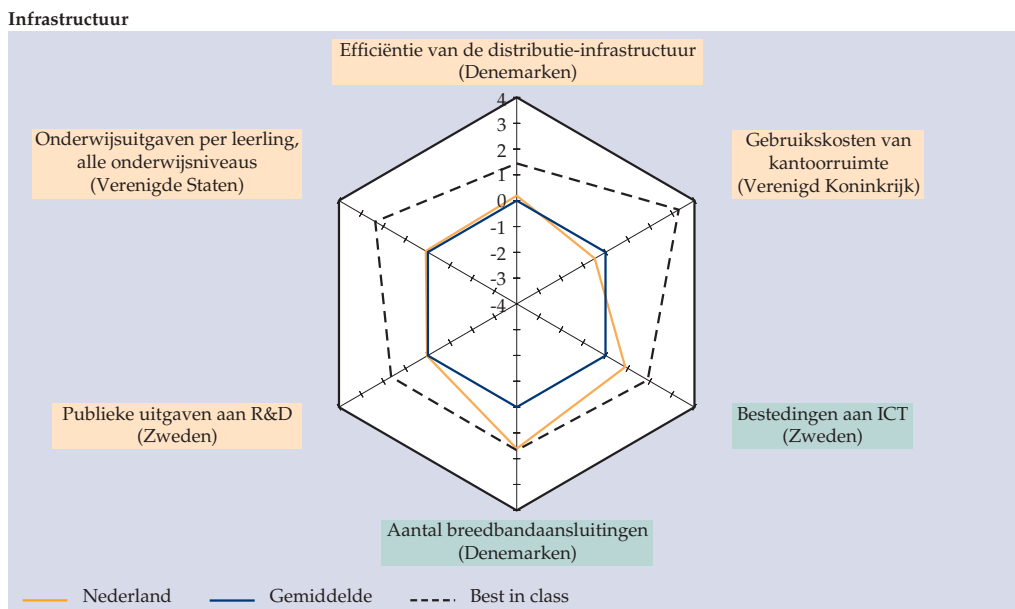 Infrastructuur
Efficiëntie van de distributie-infrastructuur
(Denemarken)
Onderwijsuitgaven per leerling,
alle onderwijsniveaus
(Verenigde Staten)
Gebruikskosten van
kantoorruimte
(Verenigd Koninkrijk)
4
3
2
1
0
-1
-2
-3
-4
Publieke uitgaven aan R&D
(Zweden)
Bestedingen aan ICT
(Zweden)
Aantal breedbandaansluitingen
(Denemarken)
Nederland Gemiddelde Best in class